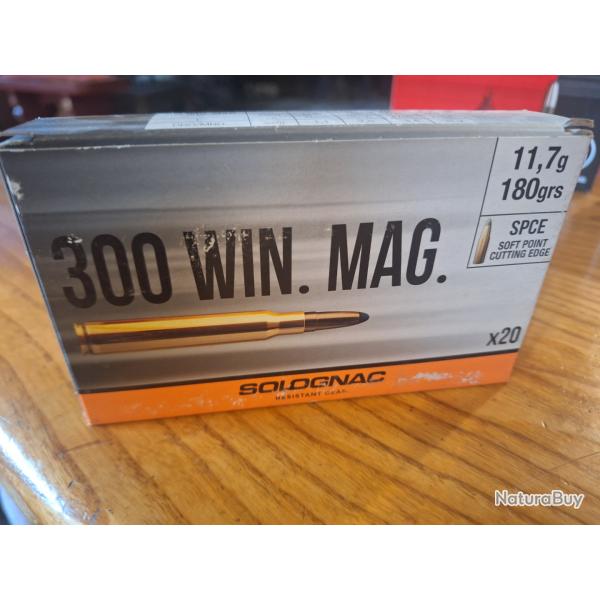 11,7g
180grs
SPCE
SOFT POINT
CUTTING EDGE
300 WIN. MAG.
x20
SOLOGNAC
RESISTANT GEAR
NaturaBuy